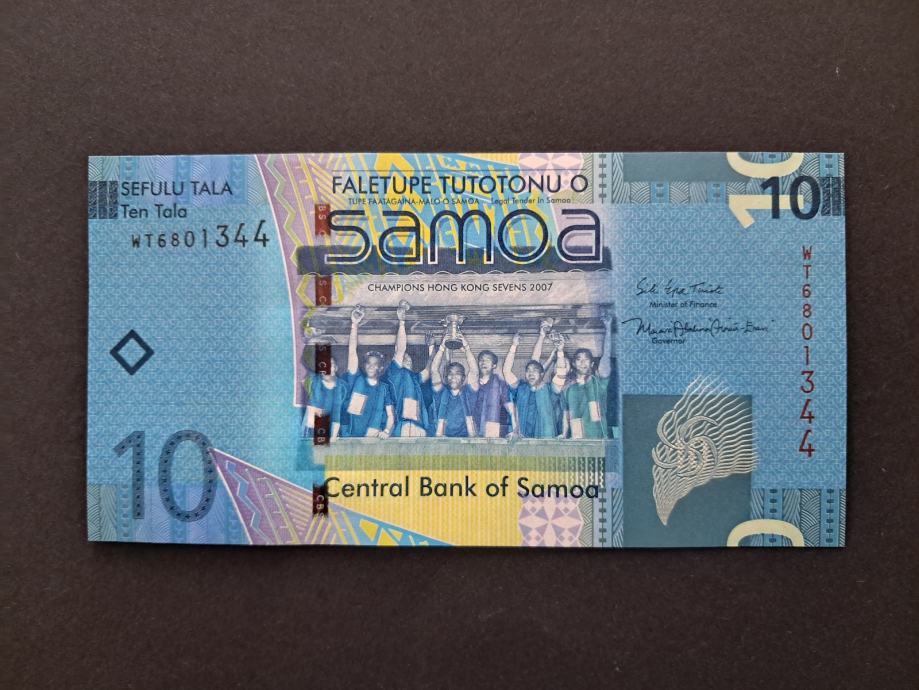 SEFULU TALA
Ten Tala
WT6801344
FALETUPE TUTOTONU O
TUPE FAATAGAINA-MALO O SAMOA Legal Tender In Samoa
samoa
CHAMPIONS HONG KONG SEVENS 2007
Central Bank of Samoa
10
Minister of Finance
Governor
WT6801344
10